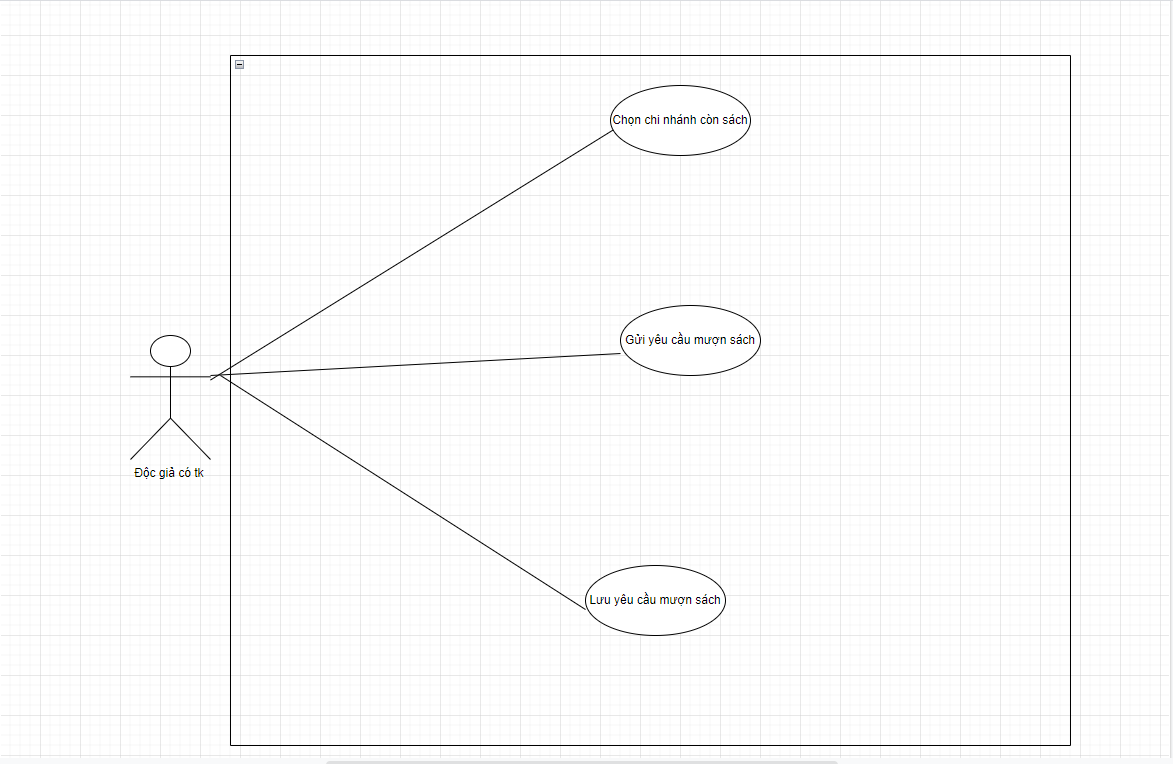 Chọn chi nhánh còn sách
Gửi yêu cầu mượn sách
Độc giả có tk
Lưu yêu cầu mượn sách